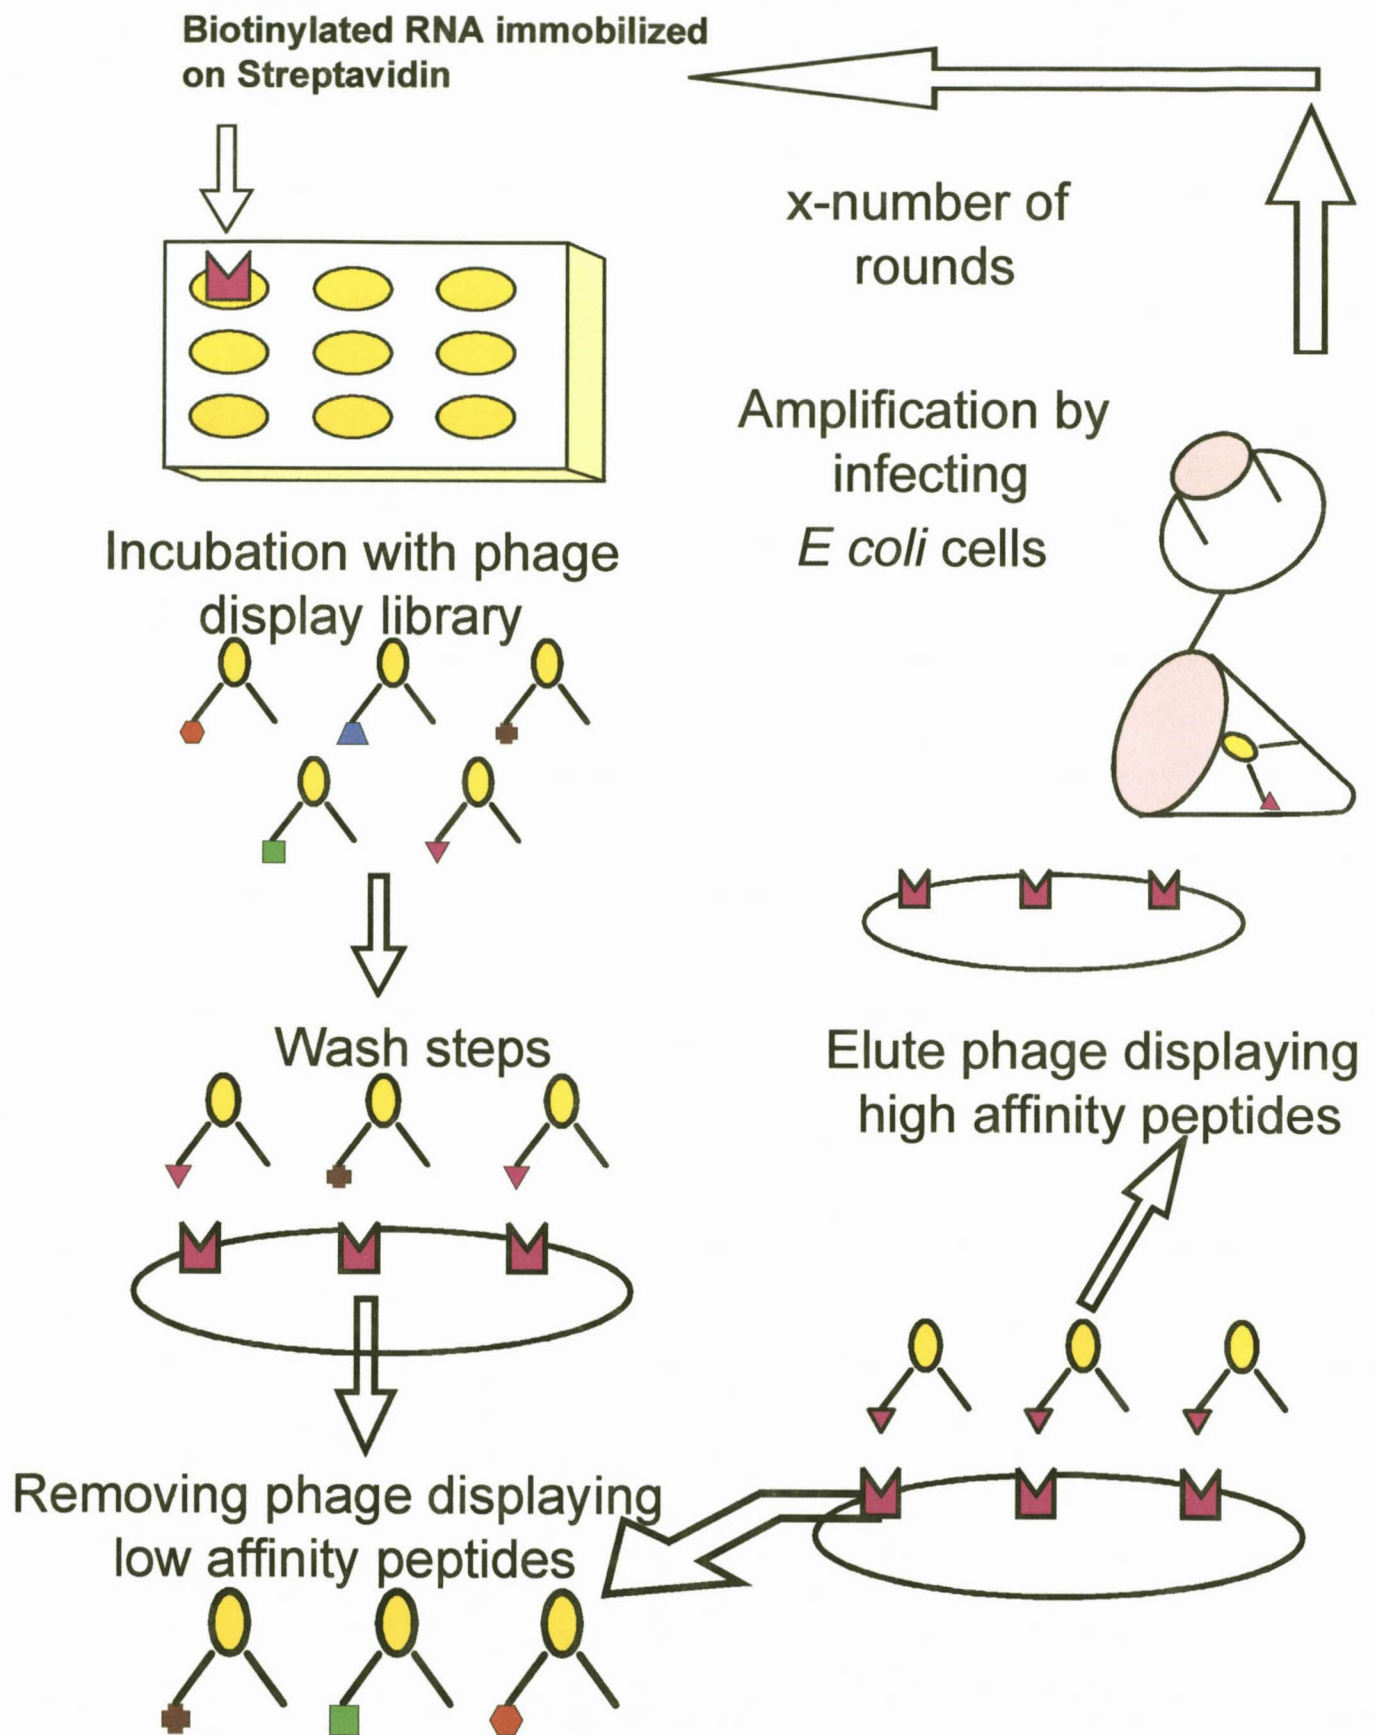 Biotinylated RNA immobilized
on Streptavidin
x-number of
rounds
Amplification by
infecting
E coli cells
Incubation with phage
display library
Wash steps
Elute phage displaying
high affinity peptides
Removing phage displaying
low affinity peptides